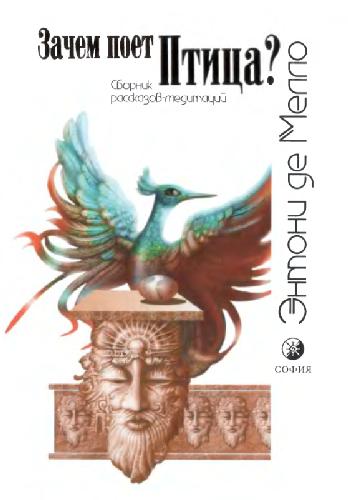 Зачем поет
Птица?
Сборник
рассказов-медитаций
Энтони де Мелло
СОФИЯ